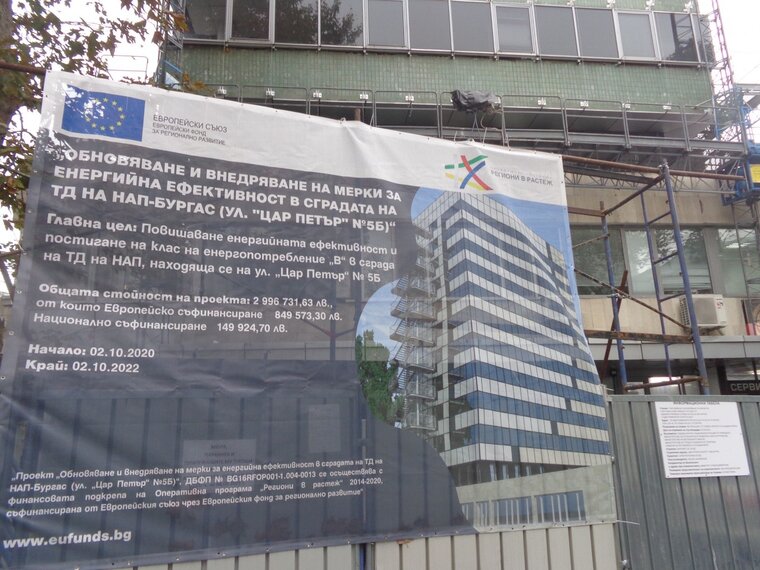 ЕВРОПЕЙСКИ СЪЮЗ
ЕВРОПЕЙСКИ ФОНД
ЗА РЕГИОНАЛНО РАЗВИТИЕ
РЕГИОНИ В РАСТЕЖ
„ОБНОВЯВАНЕ И ВНЕДРЯВАНЕ НА МЕРКИ ЗА
ЕНЕРГИЙНА ЕФЕКТИВНОСТ В СГРАДАТА НА
ТД НА НАП-БУРГАС (УЛ. "ЦАР ПЕТЪР" №5Б)“
Главна цел: Повишаване енергийната ефективност и
постигане на клас на енергопотребление „В“ в сграда
на ТД на НАП, находяща се на ул. „Цар Петър" № 5Б
Общата стойност на проекта: 2 996 731,63 лв.,
от които Европейско съфинансиране 849 573,30 лв.
Национално съфинансиране 149 924,70 лв.
Начало: 02.10.2020
Край: 02.10.2022
„Проект „Обновяване и Внедряване на мерки за енергийна ефективност в сградата на ТД на
НАП-Бургас (ул. "Цар Петър" №5Б)“, ДБФП № BG16RFOP001-1.004-0013 се осъществява с
финансовата подкрепа на Оперативна програма „Региони В растеж" 2014-2020,
съфинансирана от Европейския съюз чрез Европейския фонд за регионално развитие"
www.eufunds.bg
СЕРВИ
ИНФОРМАЦИОННА ТАБЕЛА